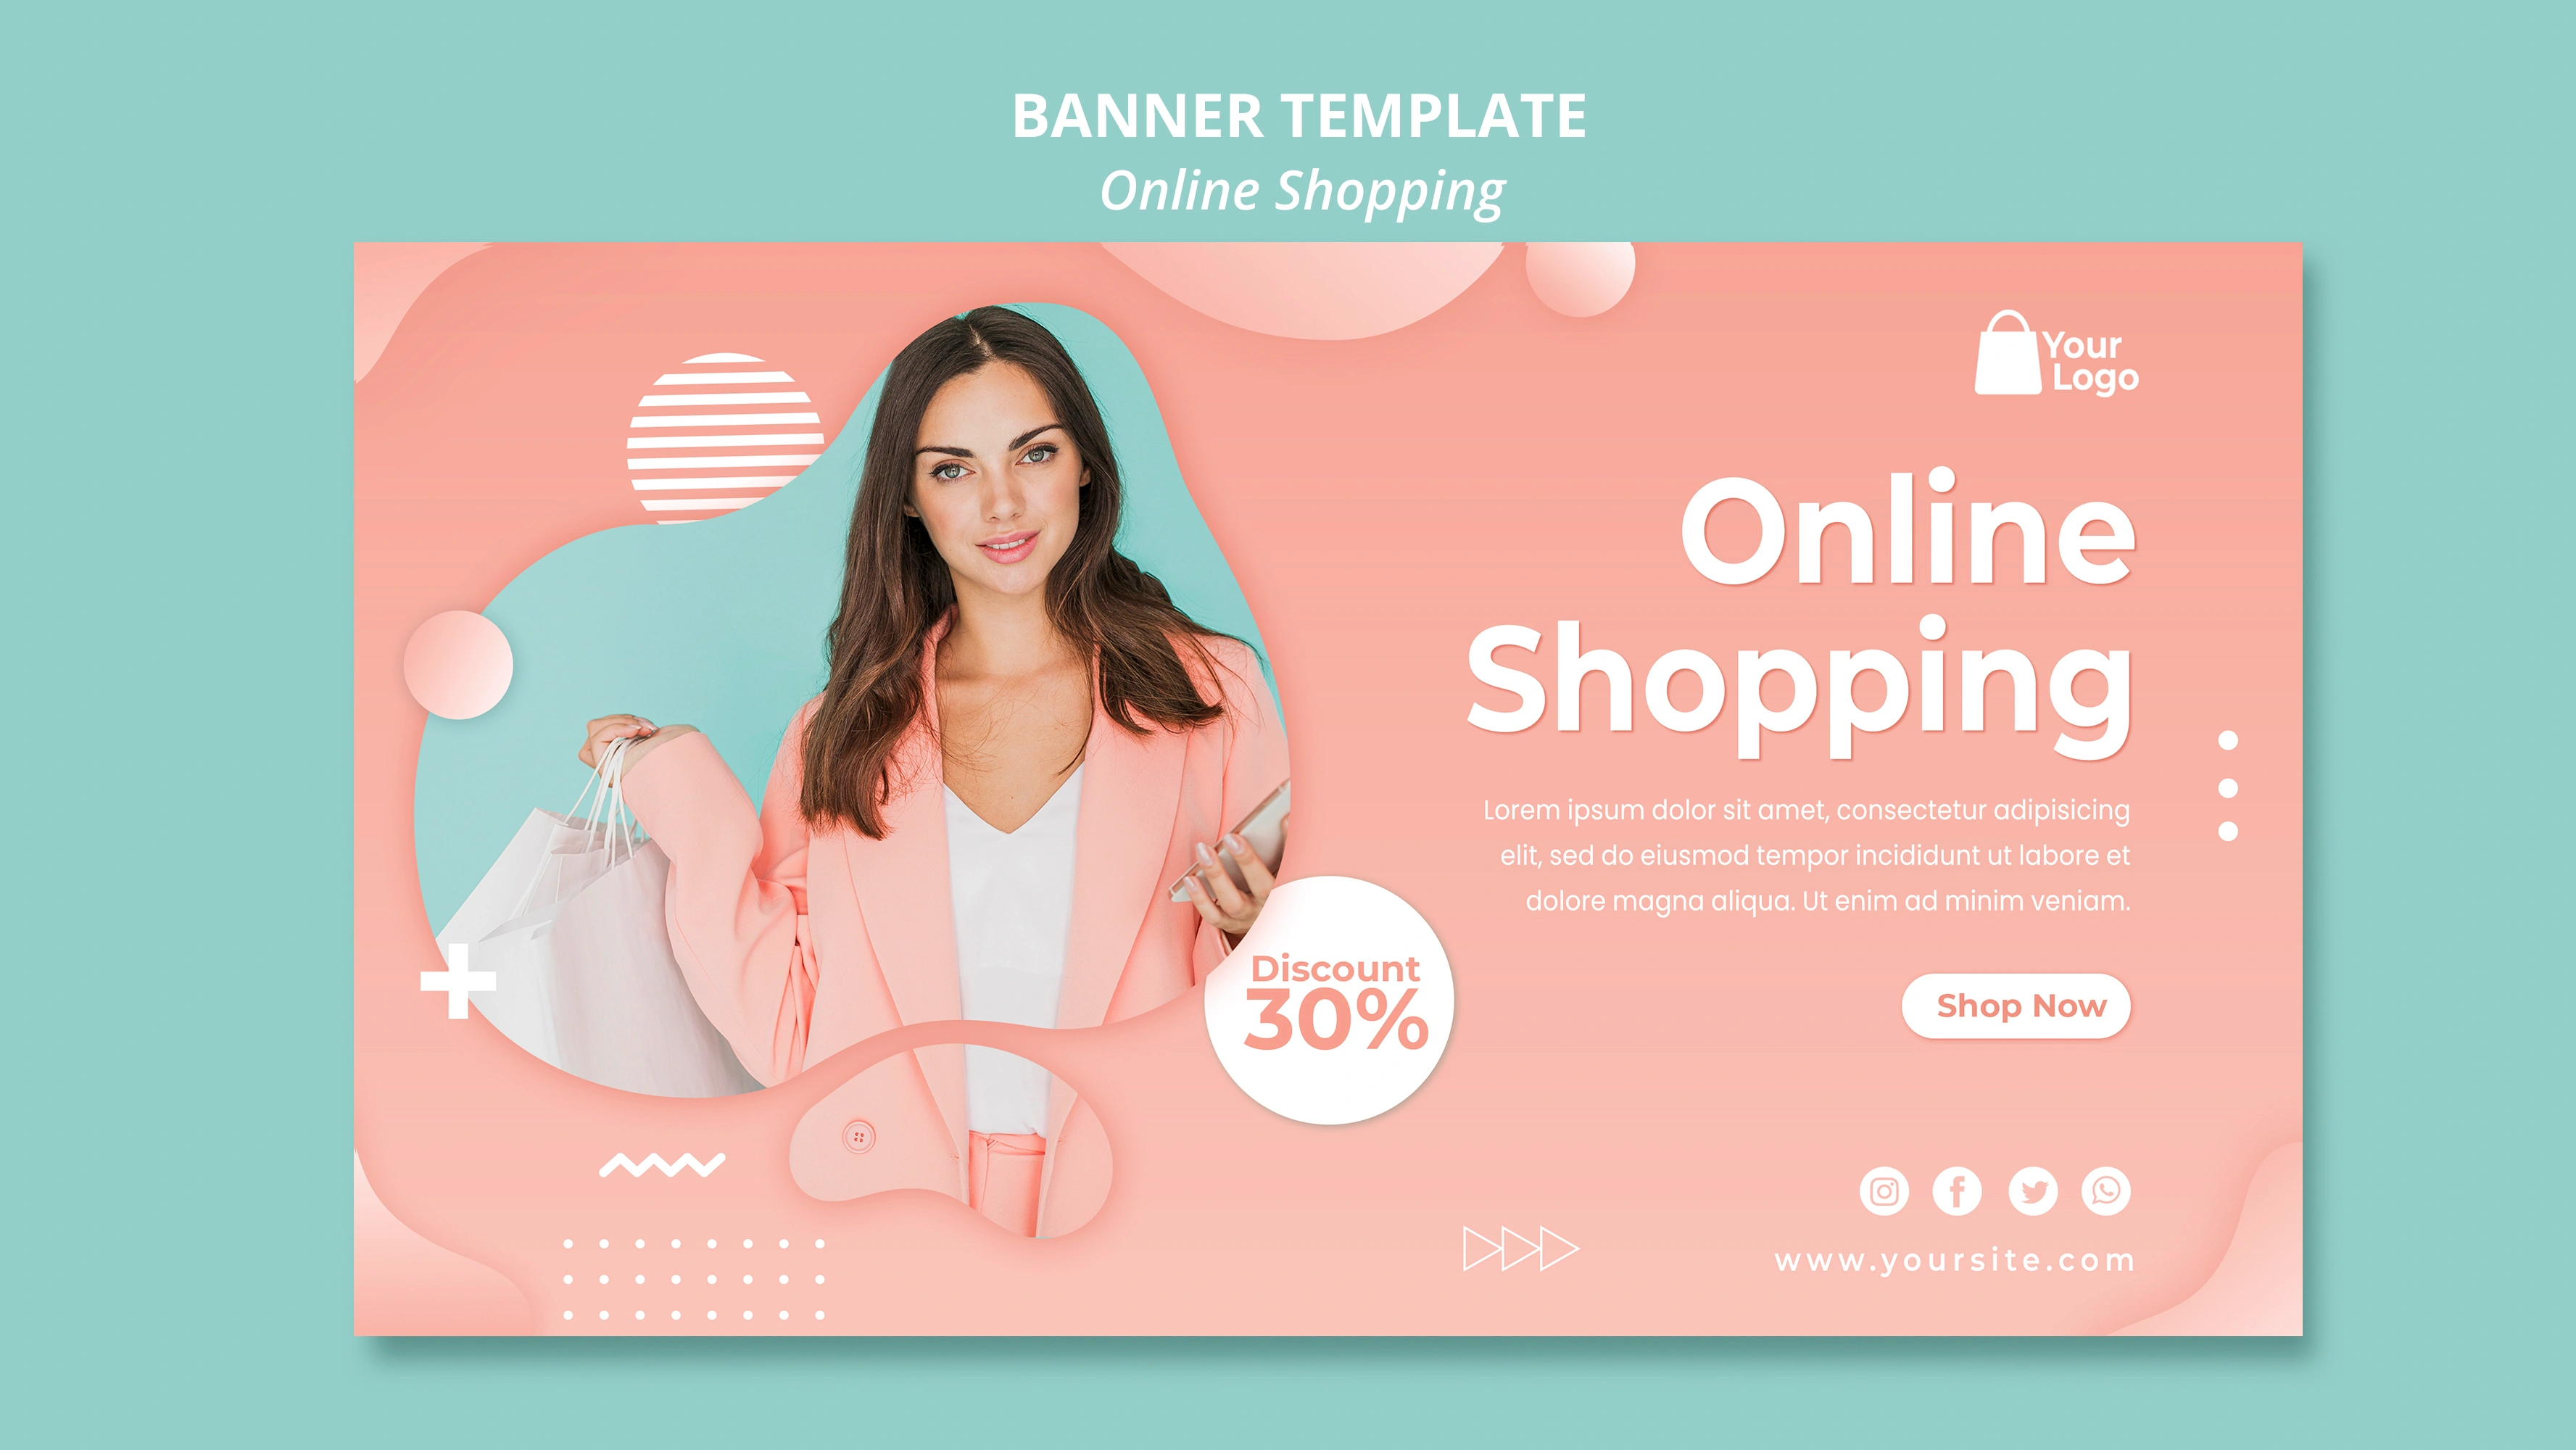 BANNER TEMPLATE
Online Shopping
Your
Logo
Online
Shopping
Lorem ipsum dolor sit amet, consectetur adipisicing
elit, sed do eiusmod tempor incididunt ut labore et
dolore magna aliqua. Ut enim ad minim veniam.
Discount
30%
Shop Now
www.yoursite.com